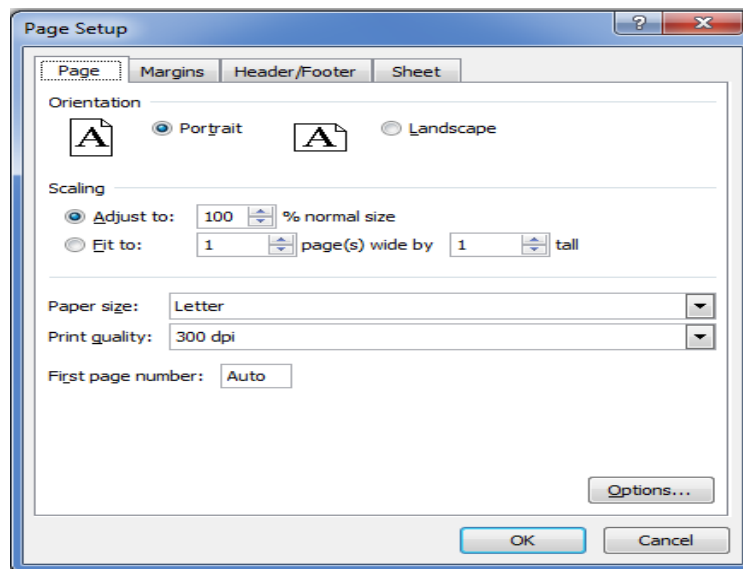 Page Setup
Page Margins Header/Footer Sheet
Orientation
A Portrait A Landscape
Scaling
Adjust to: 100 % normal size
Fit to: 1 page(s) wide by 1 tall
Paper size: Letter
Print quality: 300 dpi
First page number: Auto
Options...
OK Cancel